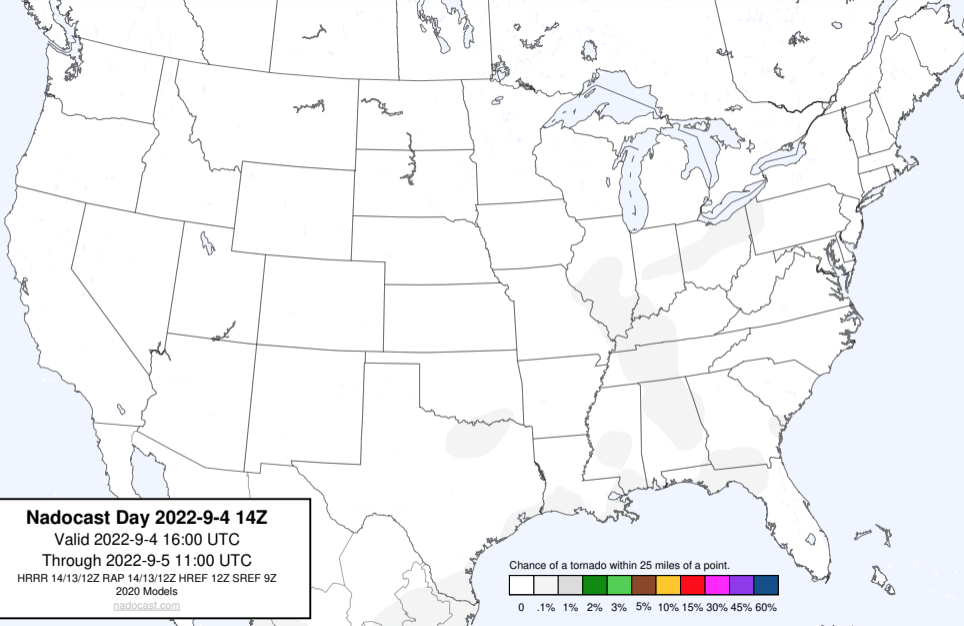 Nadocast Day 2022-9-4 14Z
Valid 2022-9-4 16:00 UTC
Through 2022-9-5 11:00 UTC
HRRR 14/13/12Z RAP 14/13/12Z HREF 12Z SREF 9Z
2020 Models
nadocast.com
Chance of a tornado within 25 miles of a point.
0 .1% 1% 2% 3% 5% 10% 15% 30% 45% 60%